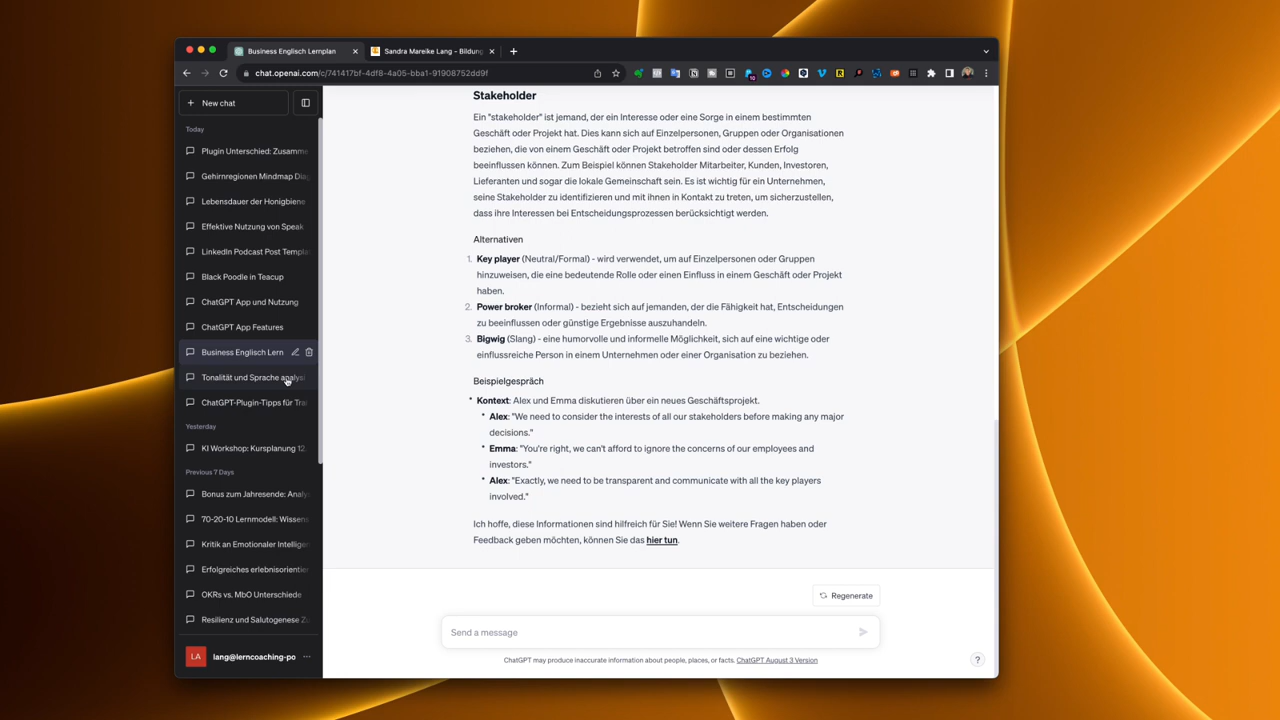 Business Englisch Lernplan
Sandra Mareike Lang - Bildung
chat.openai.com/c/741417bf-4df8-4a05-bba1-91908752dd9f
New chat
Today
Plugin Unterschied: Zusamme
Gehirnregionen Mindmap Dia
Lebensdauer der Honigbiene
Effektive Nutzung von Speak
LinkedIn Podcast Post Templa
Black Poodle in Teacup
ChatGPT App und Nutzung
ChatGPT App Features
Business Englisch Lern
Tonalität und Sprache analysi
ChatGPT-Plugin-Tipps für Tra
Yesterday
KI Workshop: Kursplanung 12.
Previous 7 Days
Bonus zum Jahresende: Analy
70-20-10 Lernmodell: Wissens
Kritik an Emotionaler Intelliger
Erfolgreiches erlebnisorientier
OKRs vs. MbO Unterschiede
Resilienz und Salutogenese Zu
LA
lang@lerncoaching-po
Stakeholder
Ein "stakeholder" ist jemand, der ein Interesse oder eine Sorge in einem bestimmten
Geschäft oder Projekt hat. Dies kann sich auf Einzelpersonen, Gruppen oder Organisationen
beziehen, die von einem Geschäft oder Projekt betroffen sind oder dessen Erfolg
beeinflussen können. Zum Beispiel können Stakeholder Mitarbeiter, Kunden, Investoren,
Lieferanten und sogar die lokale Gemeinschaft sein. Es ist wichtig für ein Unternehmen,
seine Stakeholder zu identifizieren und mit ihnen in Kontakt zu treten, um sicherzustellen,
dass ihre Interessen bei Entscheidungsprozessen berücksichtigt werden.
Alternativen
1. Key player (Neutral/Formal) - wird verwendet, um auf Einzelpersonen oder Gruppen
hinzuweisen, die eine bedeutende Rolle oder einen Einfluss in einem Geschäft oder Projekt
haben.
2. Power broker (Informal) - bezieht sich auf jemanden, der die Fähigkeit hat, Entscheidungen
zu beeinflussen oder günstige Ergebnisse auszuhandeln.
3. Bigwig (Slang) - eine humorvolle und informelle Möglichkeit, sich auf eine wichtige oder
einflussreiche Person in einem Unternehmen oder einer Organisation zu beziehen.
Beispielgespräch
• Kontext: Alex und Emma diskutieren über ein neues Geschäftsprojekt.
• Alex: "We need to consider the interests of all our stakeholders before making any major
decisions."
• Emma: "You're right, we can't afford to ignore the concerns of our employees and
investors."
• Alex: "Exactly, we need to be transparent and communicate with all the key players
involved."
Ich hoffe, diese Informationen sind hilfreich für Sie! Wenn Sie weitere Fragen haben oder
Feedback geben möchten, können Sie das hier tun.
Regenerate
Send a message
ChatGPT may produce inaccurate information about people, places, or facts. ChatGPT August 3 Version
?